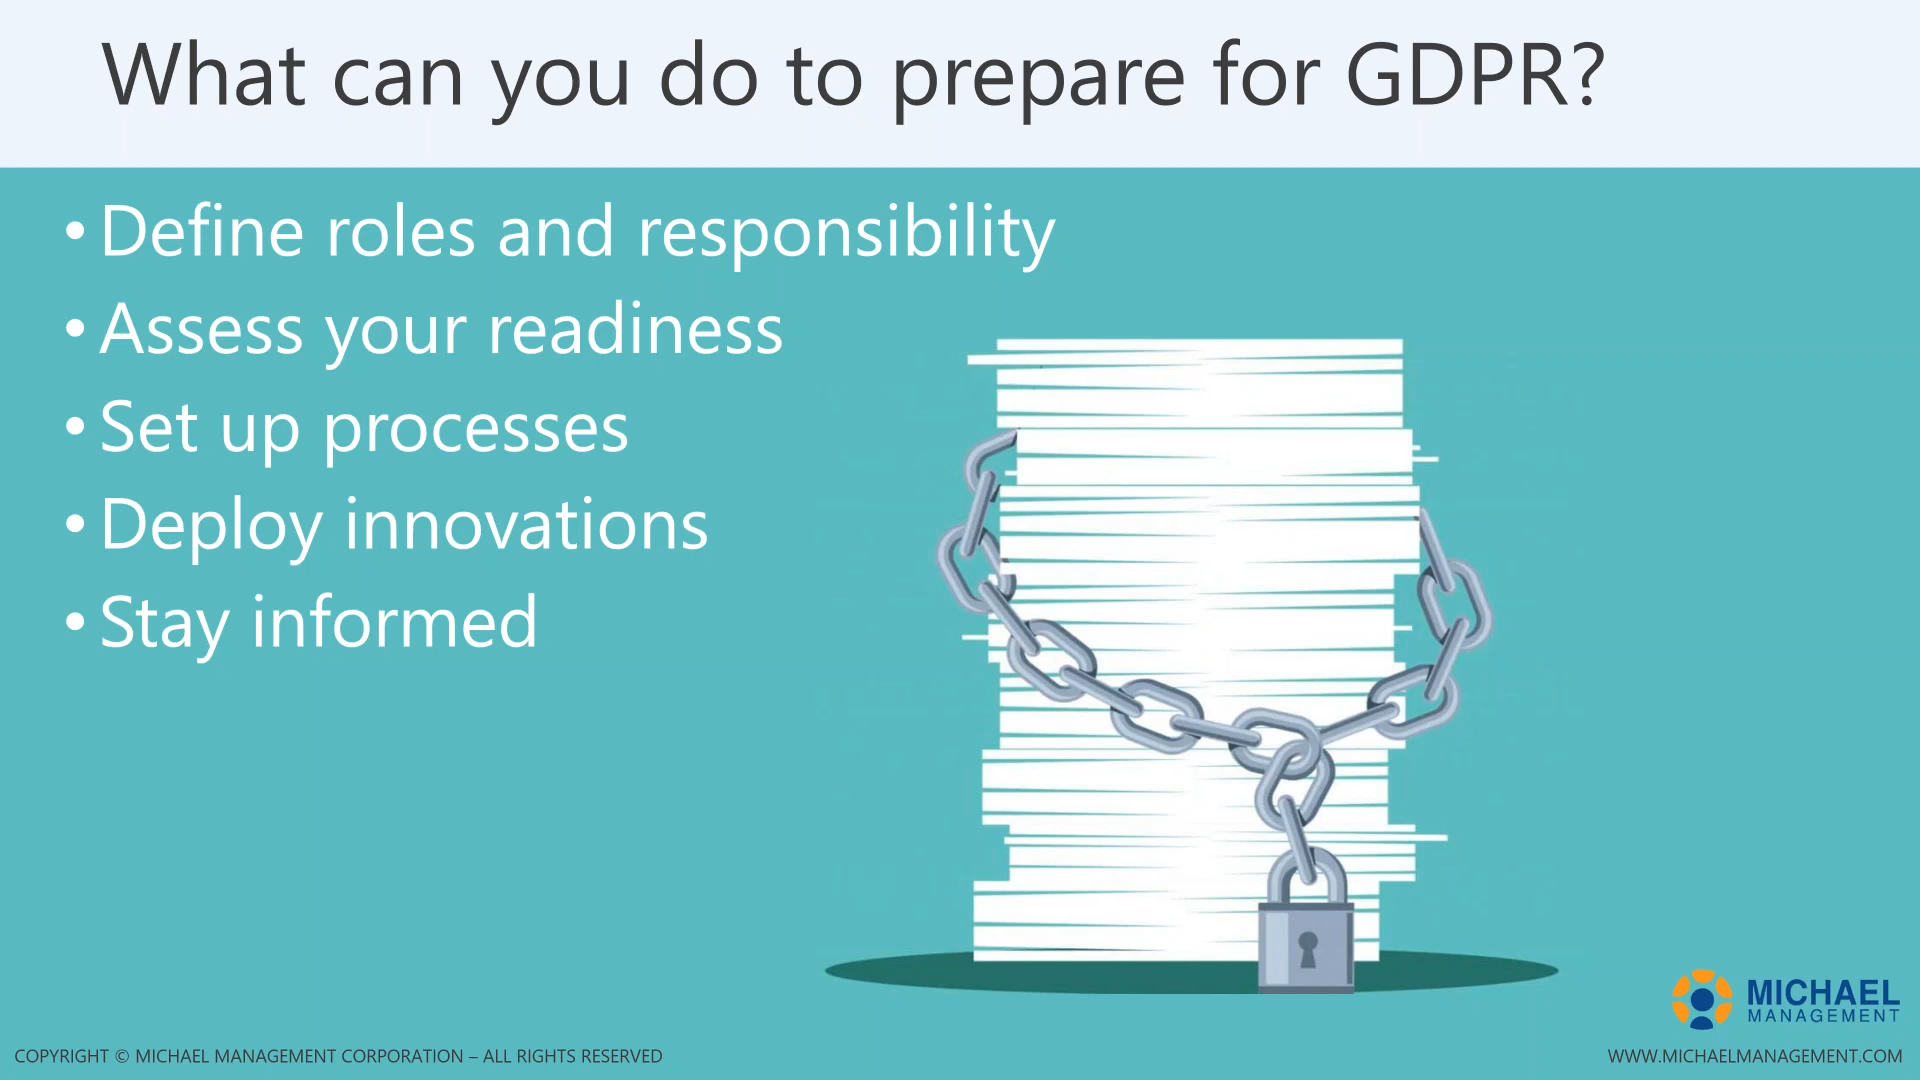 What can you do to prepare for GDPR?
• Define roles and responsibility
• Assess your readiness
• Set up processes
• Deploy innovations
• Stay informed
MICHAEL
MANAGEMENT
COPYRIGHT © MICHAEL MANAGEMENT CORPORATION – ALL RIGHTS RESERVED
WWW.MICHAELMANAGEMENT.COM